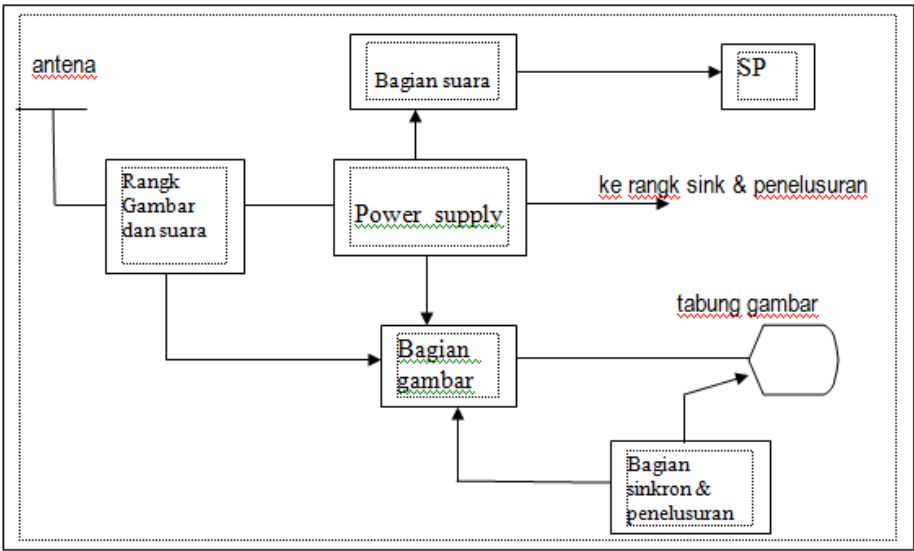 antena
Bagian suara
SP
Rangk
Gambar
dan suara
Power supply
ke rangk sink & penelusuran
tabung gambar
Bagian
gambar
Bagian
sinkron &
penelusuran